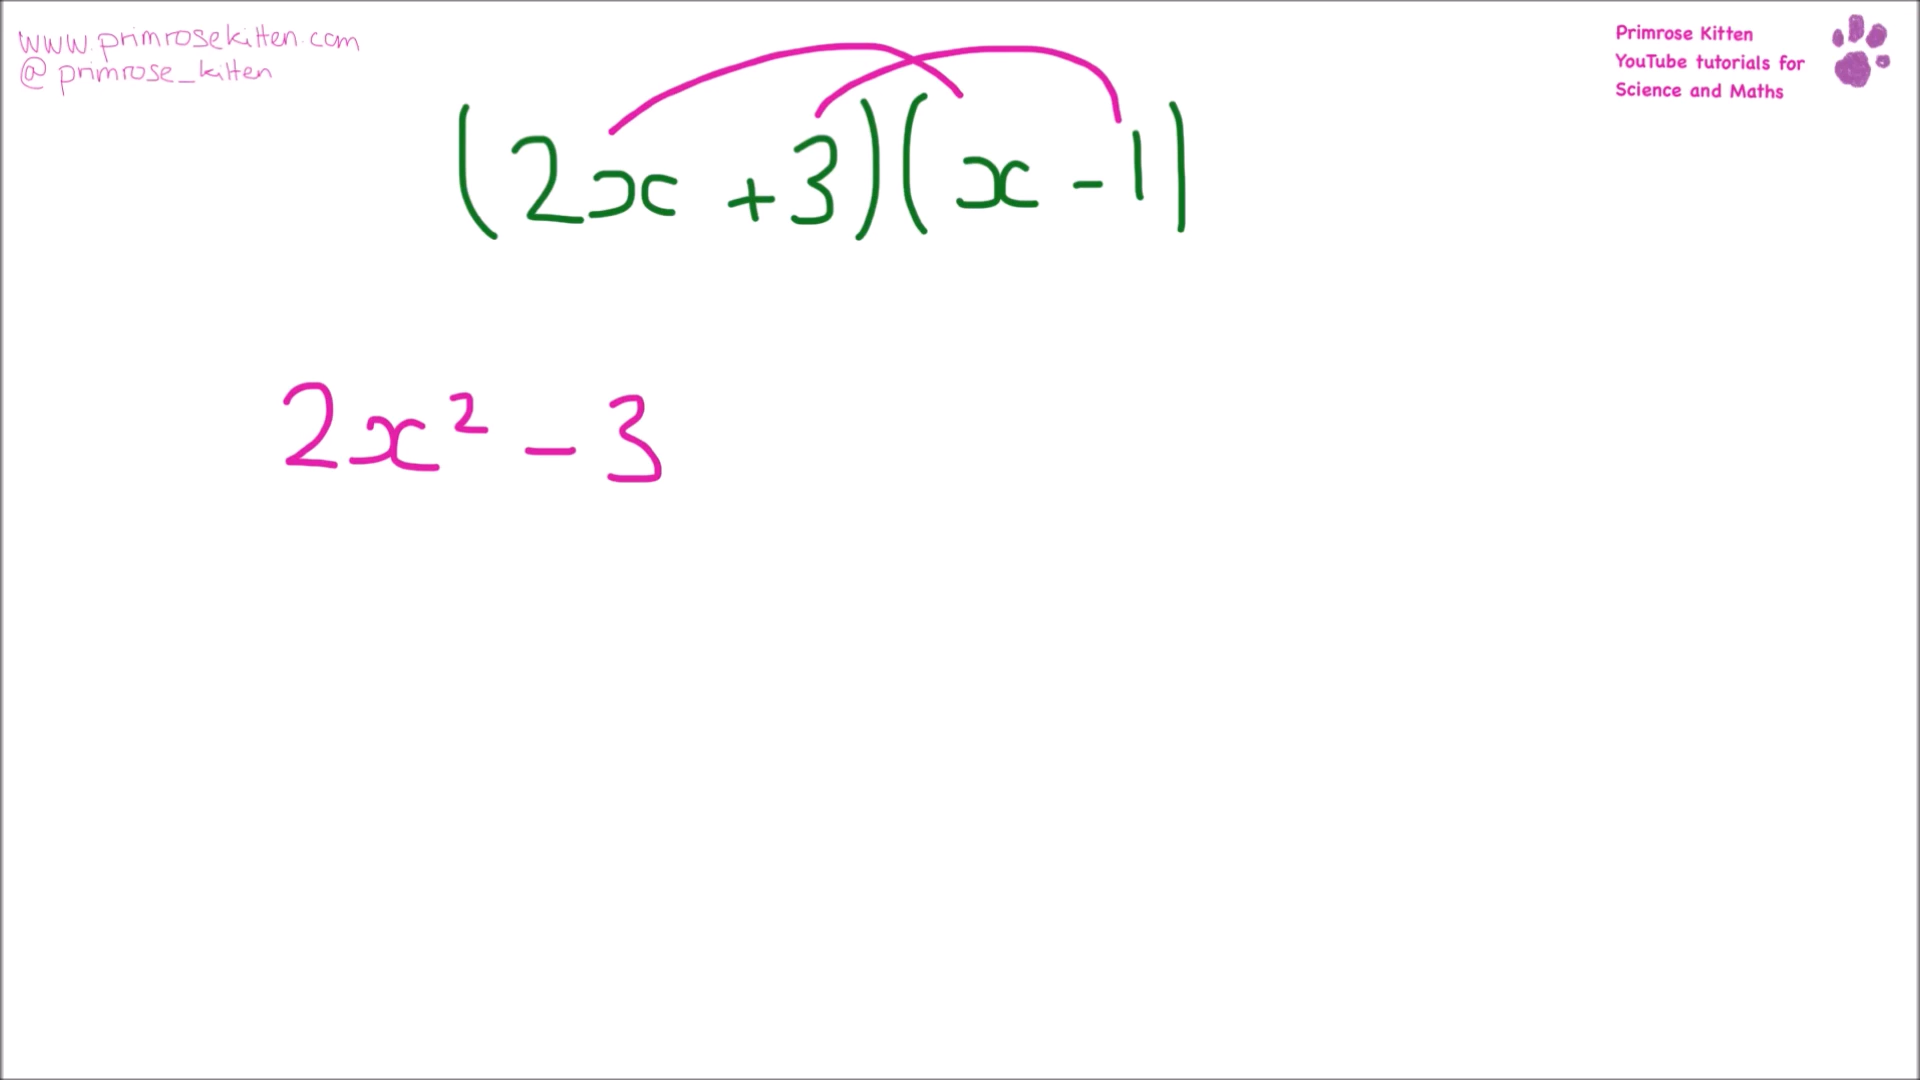 www.primrosekitten.com
@primrose_kitten
Primrose Kitten
YouTube tutorials for
Science and Maths
(2x + 3)(x - 1)
2x² - 3